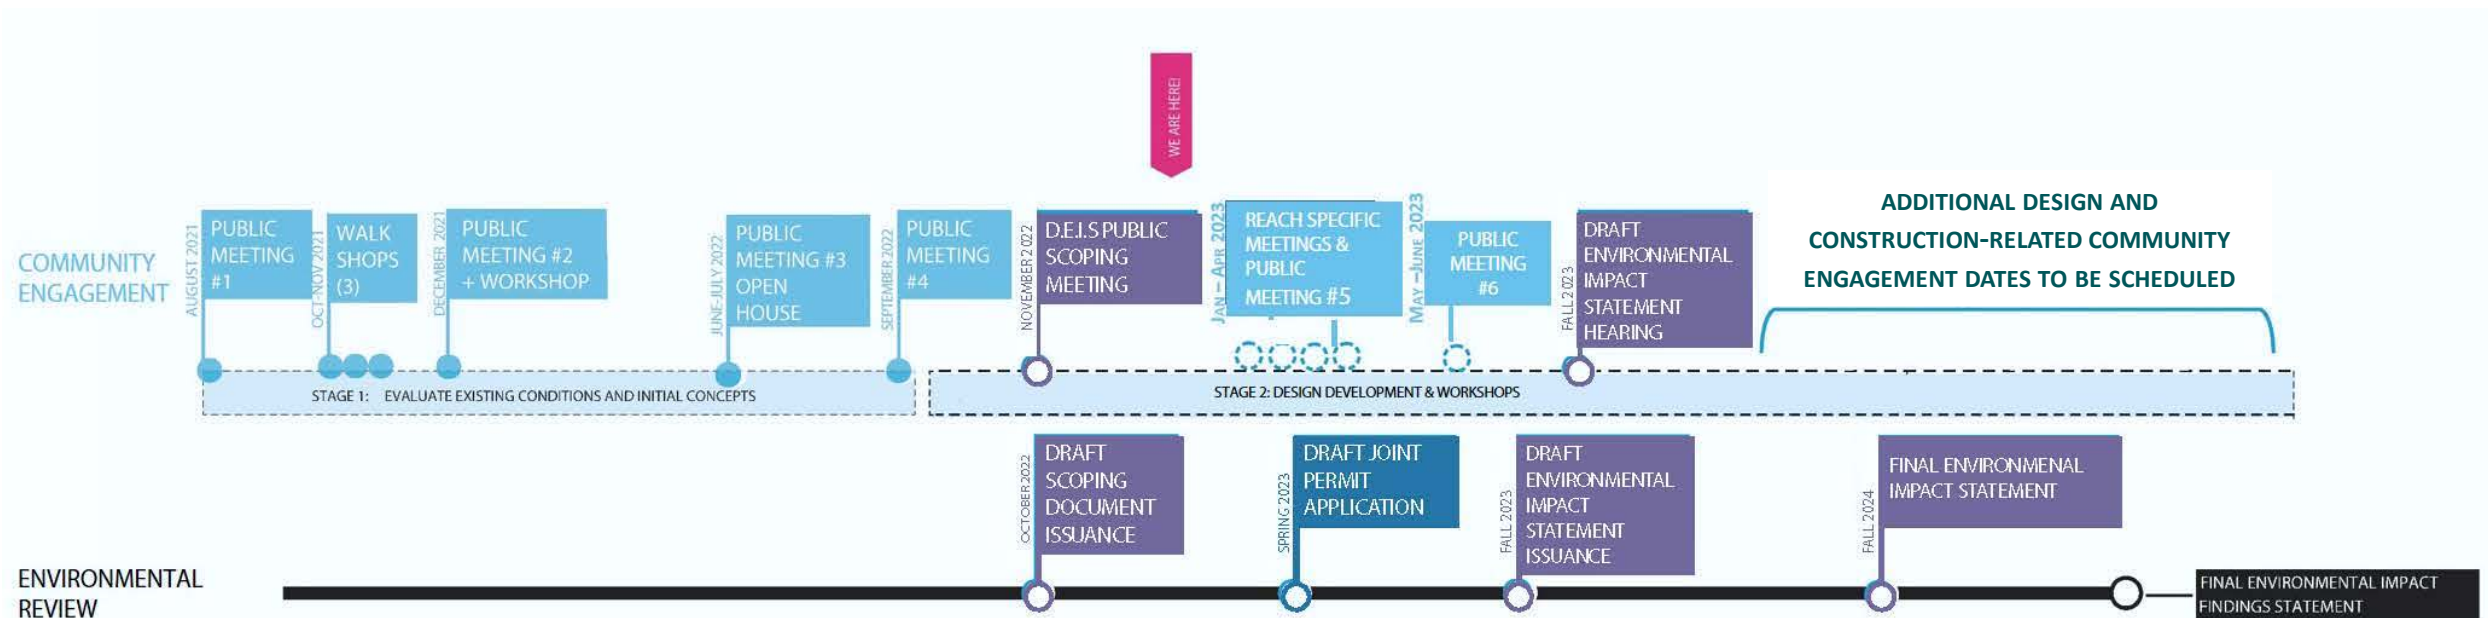 WE ARE HERE!
COMMUNITY
ENGAGEMENT
AUGUST 2021
PUBLIC
MEETING
#1
OCT-NOV 2021
WALK
SHOPS
(3)
DECEMBER 2021
PUBLIC
MEETING #2
+ WORKSHOP
JUNE-JULY 2022
PUBLIC
MEETING #3
OPEN
HOUSE
SEPTEMBER 2022
PUBLIC
MEETING
#4
NOVEMBER 2022
D.E.I.S PUBLIC
SCOPING
MEETING
JAN – APR 2023
REACH SPECIFIC
MEETINGS &
PUBLIC
MEETING #5
MAY –JUNE 2023
PUBLIC
MEETING
#6
FALL 2023
DRAFT
ENVIRONMENTAL
IMPACT
STATEMENT
HEARING
ADDITIONAL DESIGN AND
CONSTRUCTION-RELATED COMMUNITY
ENGAGEMENT DATES TO BE SCHEDULED
STAGE 1: EVALUATE EXISTING CONDITIONS AND INITIAL CONCEPTS
STAGE 2: DESIGN DEVELOPMENT & WORKSHOPS
ENVIRONMENTAL
REVIEW
OCTOBER 2022
DRAFT
SCOPING
DOCUMENT
ISSUANCE
SPRING 2023
DRAFT JOINT
PERMIT
APPLICATION
FALL 2023
DRAFT
ENVIRONMENTAL
IMPACT
STATEMENT
ISSUANCE
FALL 2024
FINAL ENVIRONMENAL
IMPACT STATEMENT
FINAL ENVIRONMENTAL IMPACT
FINDINGS STATEMENT